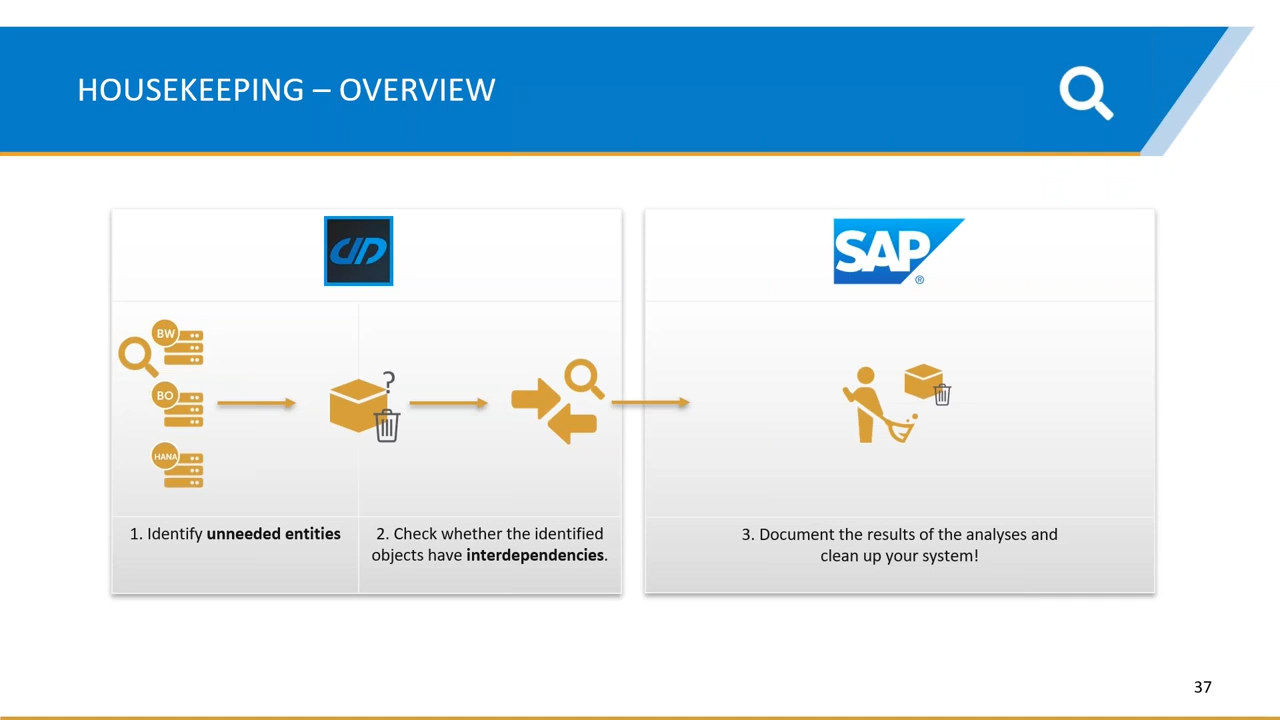 HOUSEKEEPING – OVERVIEW
SAP
®
BW
BO
HANA
?
1. Identify unneeded entities
2. Check whether the identified
objects have interdependencies.
3. Document the results of the analyses and
clean up your system!
37